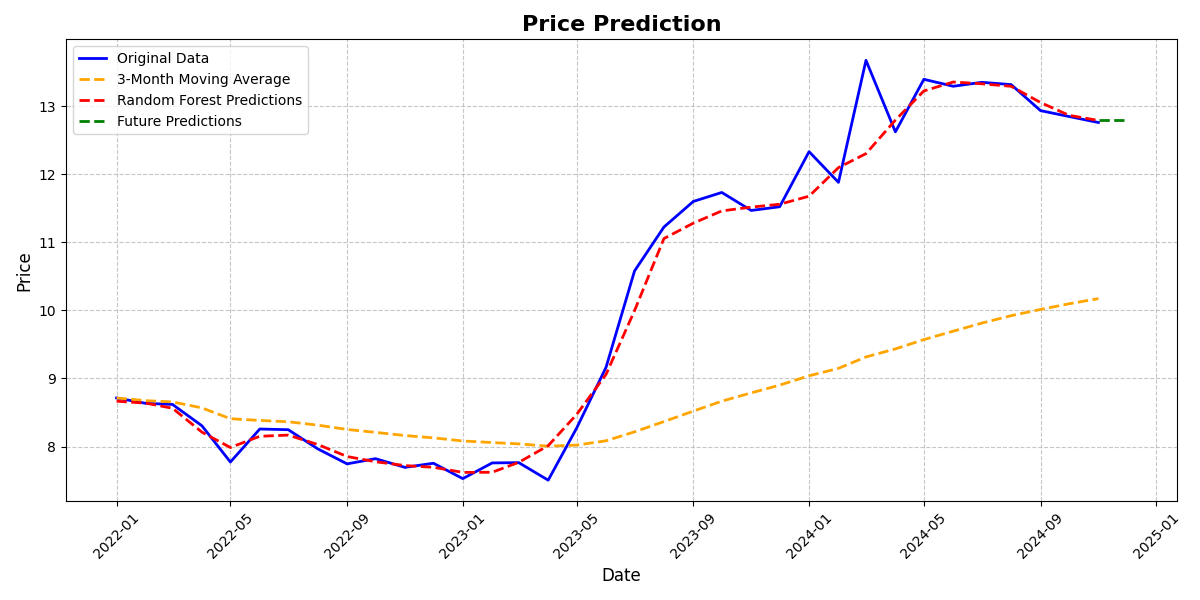 Price Prediction
Original Data
3-Month Moving Average
Random Forest Predictions
Future Predictions
Price
13
12
11
10
9
8
2022-01
2022-05
2022-09
2023-01
2023-05
2023-09
2024-01
2024-05
2024-09
2025-01
Date